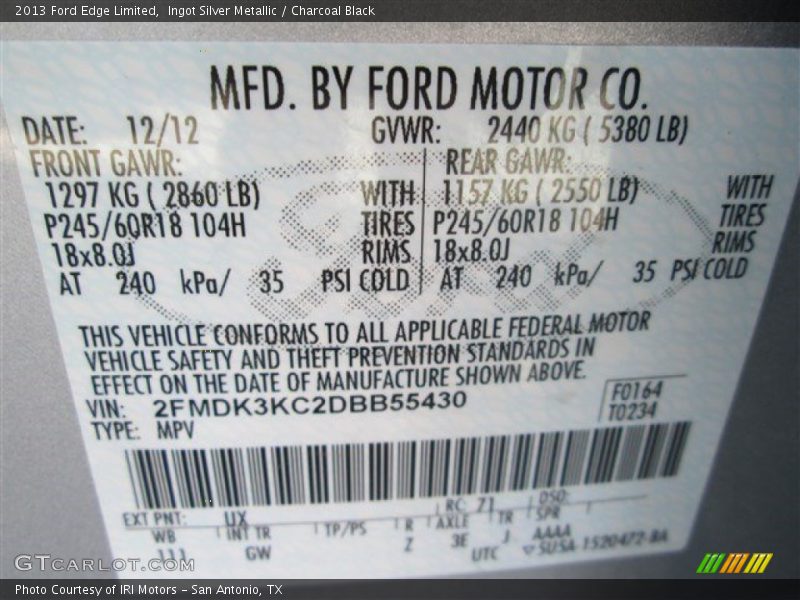 2013 Ford Edge Limited,  Ingot Silver Metallic / Charcoal Black
MFD. BY FORD MOTOR CO.
DATE: 12/12 GVWR: 2440 KG ( 5380 LB)
FRONT GAWR: REAR GAWR:
1297 KG ( 2860 LB) WITH 1157 KG ( 2550 LB) WITH
P245/60R18 104H TIRES P245/60R18 104H TIRES
18x8.0J RIMS 18x8.0J RIMS
AT 240 kPa/ 35 PSI COLD AT 240 kPa/ 35 PSI COLD
THIS VEHICLE CONFORMS TO ALL APPLICABLE FEDERAL MOTOR
VEHICLE SAFETY AND THEFT PREVENTION STANDARDS IN
EFFECT ON THE DATE OF MANUFACTURE SHOWN ABOVE.
VIN: 2FMDK3KC2DBB55430 F0164
TYPE: MPV T0234
EXT PNT: UX RC 71 DSO:
WB INT TR TP/PS R AXLE TR SPR
111 GW Z 3E J AAAA
UTC ▽SU5A-1520472-BA
GTCarLot.com
Photo Courtesy of IRI Motors - San Antonio, TX